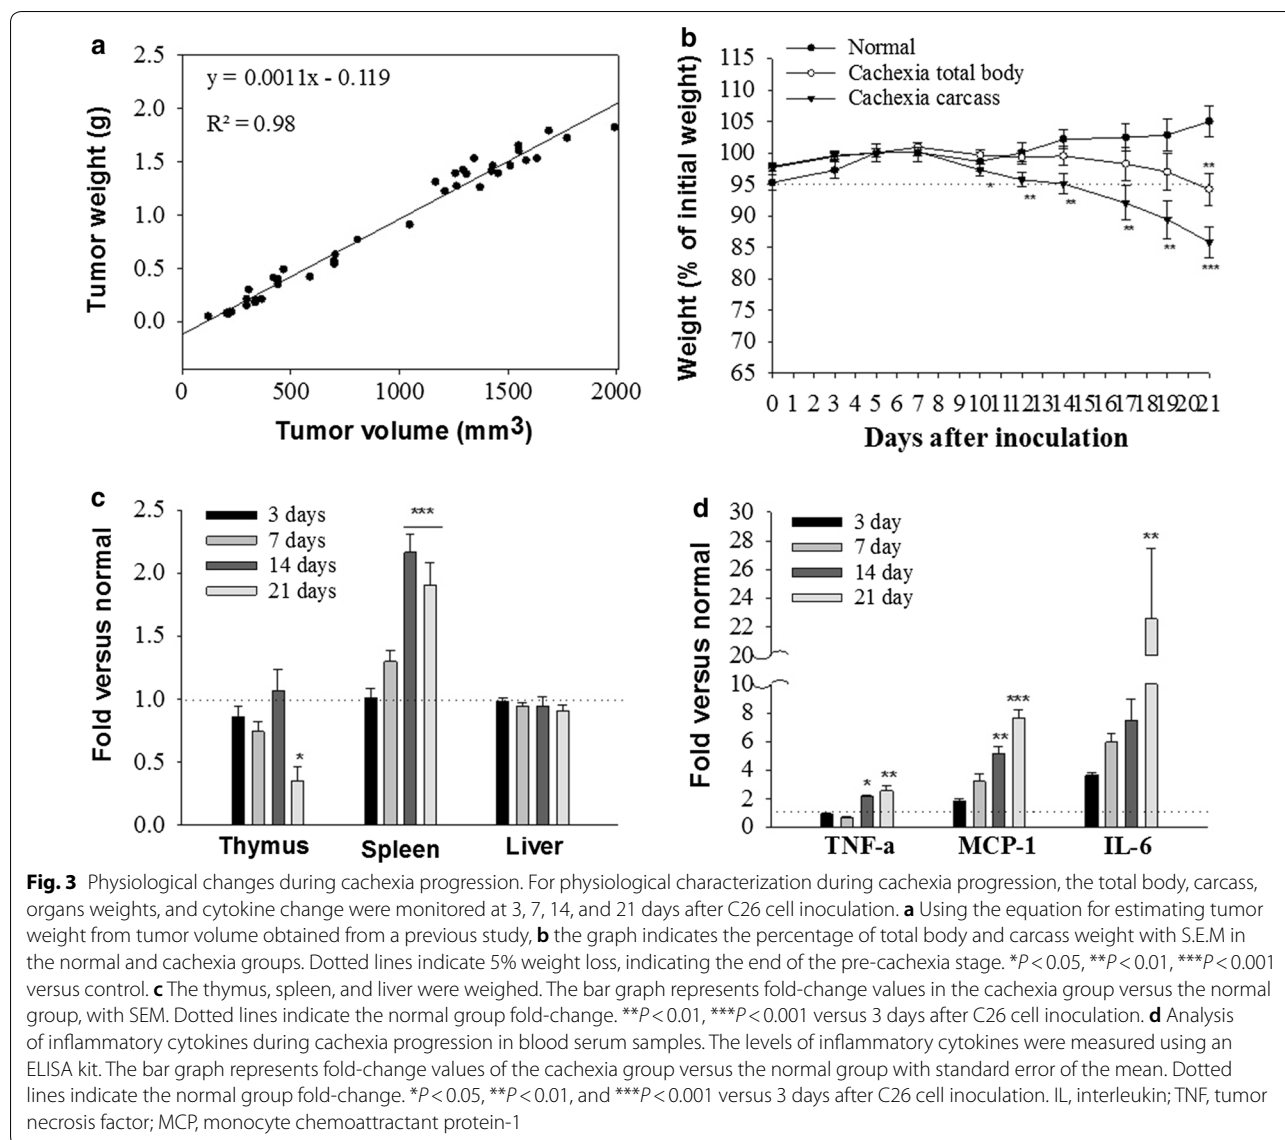 a
2.5
2.0
1.5
1.0
0.5
0.0
y = 0.0011x - 0.119
R² = 0.98
Tumor weight (g)
0 500 1000 1500 2000
Tumor volume (mm³)
b
Normal
Cachexia total body
Cachexia carcass
115
110
105
100
95
90
85
80
75
70
65
Weight (% of initial weight)
**
*
**
**
**
**
***
0 1 2 3 4 5 6 7 8 9 10 11 12 13 14 15 16 17 18 19 20 21
Days after inoculation
c
2.5
2.0
1.5
1.0
0.5
0.0
Fold versus normal
3 days
7 days
14 days
21 days
***
*
Thymus Spleen Liver
d
30
28
26
24
22
20
10
8
6
4
2
0
Fold versus normal
3 day
7 day
14 day
21 day
**
***
**
*
**
TNF-a MCP-1 IL-6
Fig. 3 Physiological changes during cachexia progression. For physiological characterization during cachexia progression, the total body, carcass,
organs weights, and cytokine change were monitored at 3, 7, 14, and 21 days after C26 cell inoculation. a Using the equation for estimating tumor
weight from tumor volume obtained from a previous study, b the graph indicates the percentage of total body and carcass weight with S.E.M in
the normal and cachexia groups. Dotted lines indicate 5% weight loss, indicating the end of the pre-cachexia stage. *P < 0.05, **P < 0.01, ***P < 0.001
versus control. c The thymus, spleen, and liver were weighed. The bar graph represents fold-change values in the cachexia group versus the normal
group, with SEM. Dotted lines indicate the normal group fold-change. **P < 0.01, ***P < 0.001 versus 3 days after C26 cell inoculation. d Analysis
of inflammatory cytokines during cachexia progression in blood serum samples. The levels of inflammatory cytokines were measured using an
ELISA kit. The bar graph represents fold-change values of the cachexia group versus the normal group with standard error of the mean. Dotted
lines indicate the normal group fold-change. *P < 0.05, **P < 0.01, and ***P < 0.001 versus 3 days after C26 cell inoculation. IL, interleukin; TNF, tumor
necrosis factor; MCP, monocyte chemoattractant protein-1